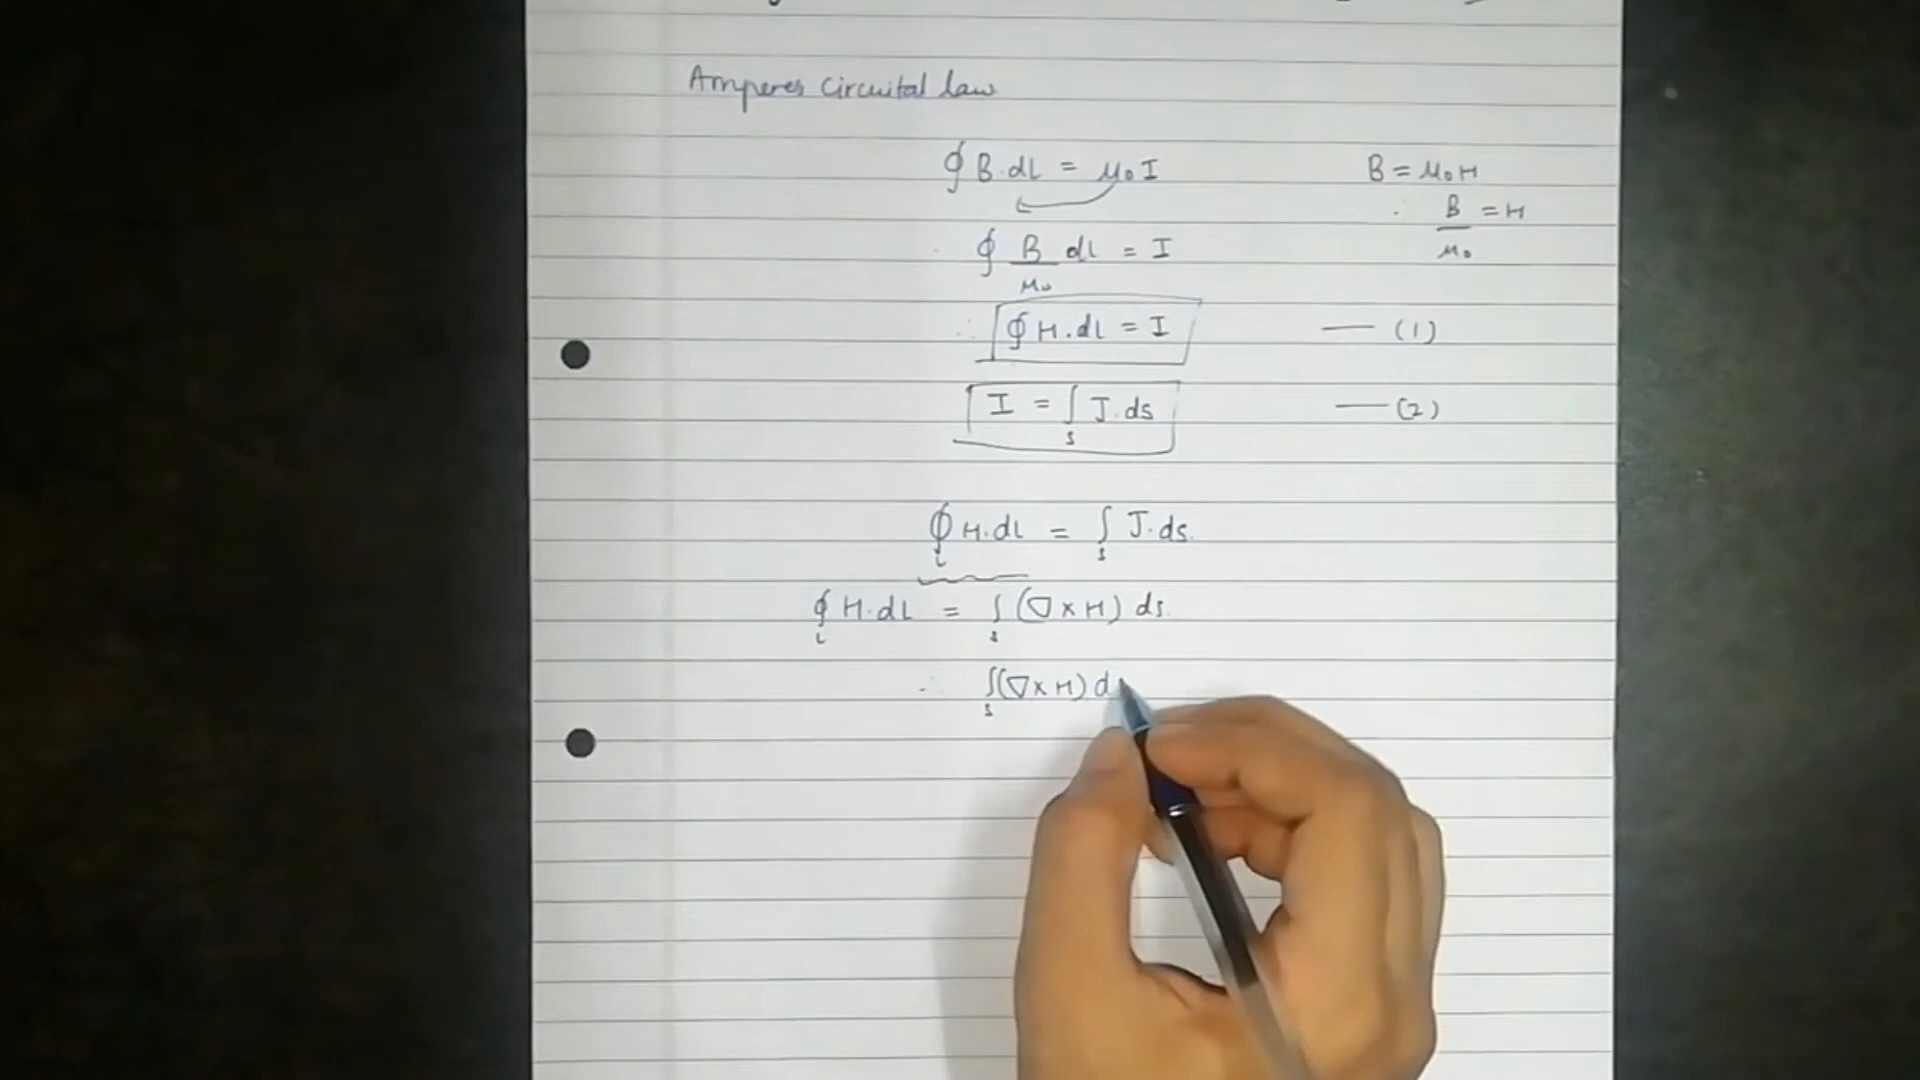 Amperes Circuital law
∮ B.dl = μ₀I
B = μ₀H
∴ B/μ₀ = H
∮ B/μ₀ dl = I
∴ ∮ H.dl = I —— (1)
I = ∫s J.ds —— (2)
∮L H.dl = ∫s J.ds.
∮L H.dL = ∫s (∇×H) ds.
∴ ∫s (∇×H) d